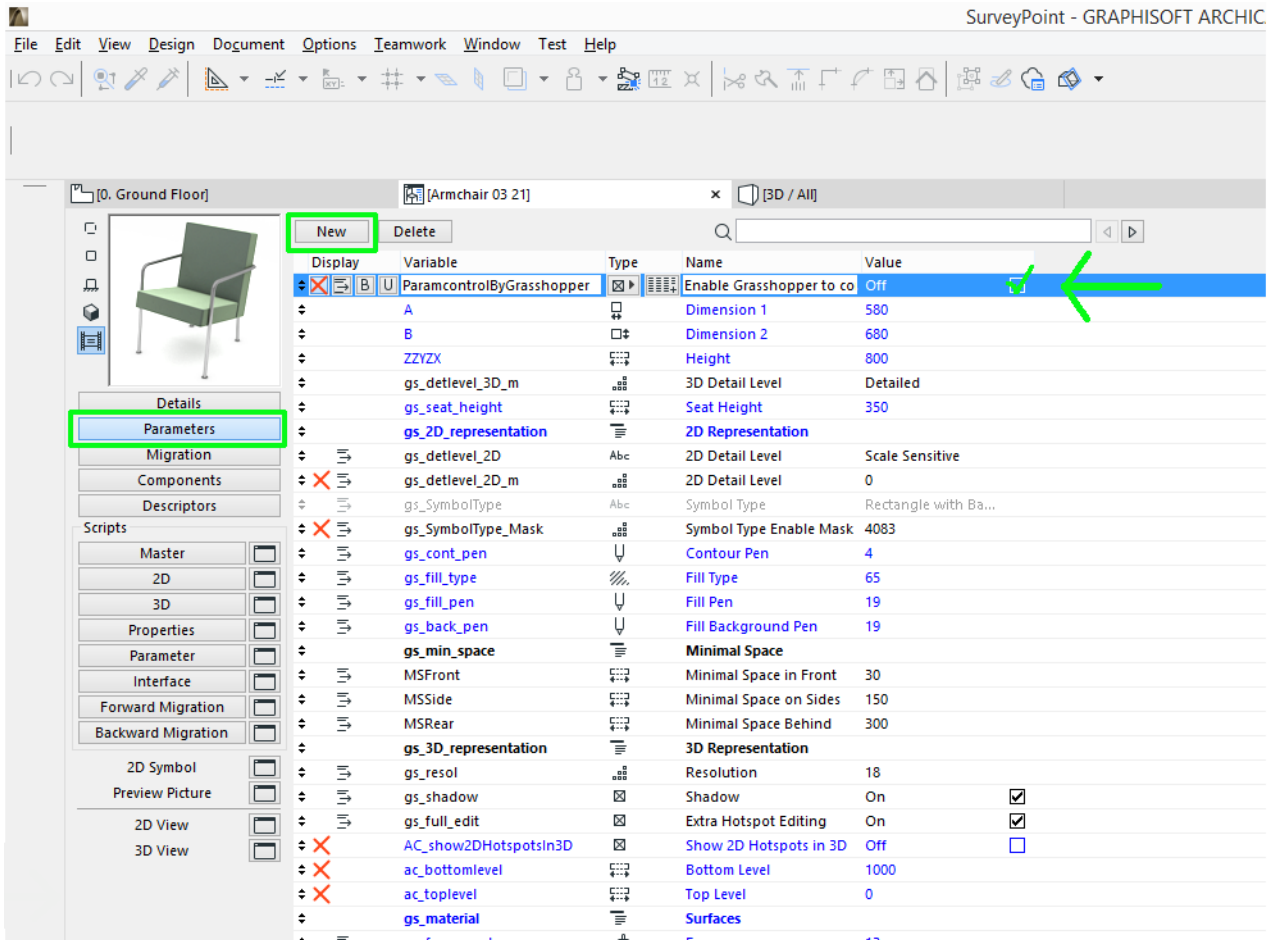 SurveyPoint - GRAPHISOFT ARCHIC
File Edit View Design Document Options Teamwork Window Test Help
[0. Ground Floor] [Armchair 03 21] × [3D / All]
New Delete
Display Variable Type Name Value
B U ParamcontrolByGrasshopper Enable Grasshopper to co Off
A Dimension 1 580
B Dimension 2 680
ZZYZX Height 800
gs_detlevel_3D_m 3D Detail Level Detailed
Details
gs_seat_height Seat Height 350
Parameters
gs_2D_representation 2D Representation
Migration
gs_detlevel_2D Abc 2D Detail Level Scale Sensitive
Components
gs_detlevel_2D_m 2D Detail Level 0
Descriptors
gs_SymbolType Abc Symbol Type Rectangle with Ba...
Scripts
gs_SymbolType_Mask Symbol Type Enable Mask 4083
Master
gs_cont_pen Contour Pen 4
2D
gs_fill_type Fill Type 65
3D
gs_fill_pen Fill Pen 19
Properties
gs_back_pen Fill Background Pen 19
Parameter
gs_min_space Minimal Space
Interface
MSFront Minimal Space in Front 30
Forward Migration
MSSide Minimal Space on Sides 150
Backward Migration
MSRear Minimal Space Behind 300
gs_3D_representation 3D Representation
2D Symbol
gs_resol Resolution 18
Preview Picture
gs_shadow Shadow On
2D View
gs_full_edit Extra Hotspot Editing On
3D View
AC_show2DHotspotsIn3D Show 2D Hotspots in 3D Off
ac_bottomlevel Bottom Level 1000
ac_toplevel Top Level 0
gs_material Surfaces